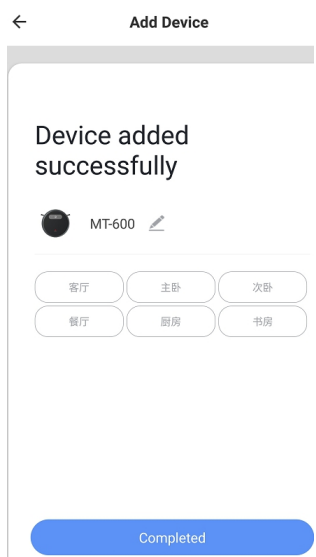 Add Device
Device added
successfully
MT-600
客厅 主卧 次卧
餐厅 厨房 书房
Completed